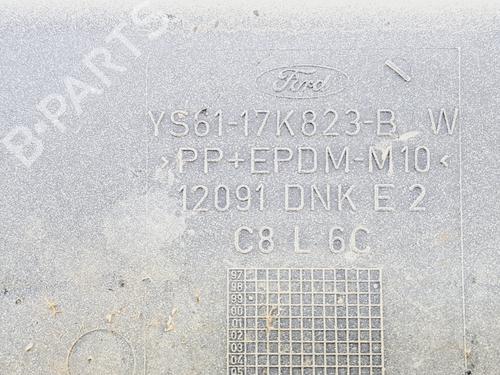 B-PARTS
Ford
YS61-17K823-B W
>PP+EPDM-M10<
12091 DNK E 2
C8 L 6C
97
98
99
00
01
02
03
04
05